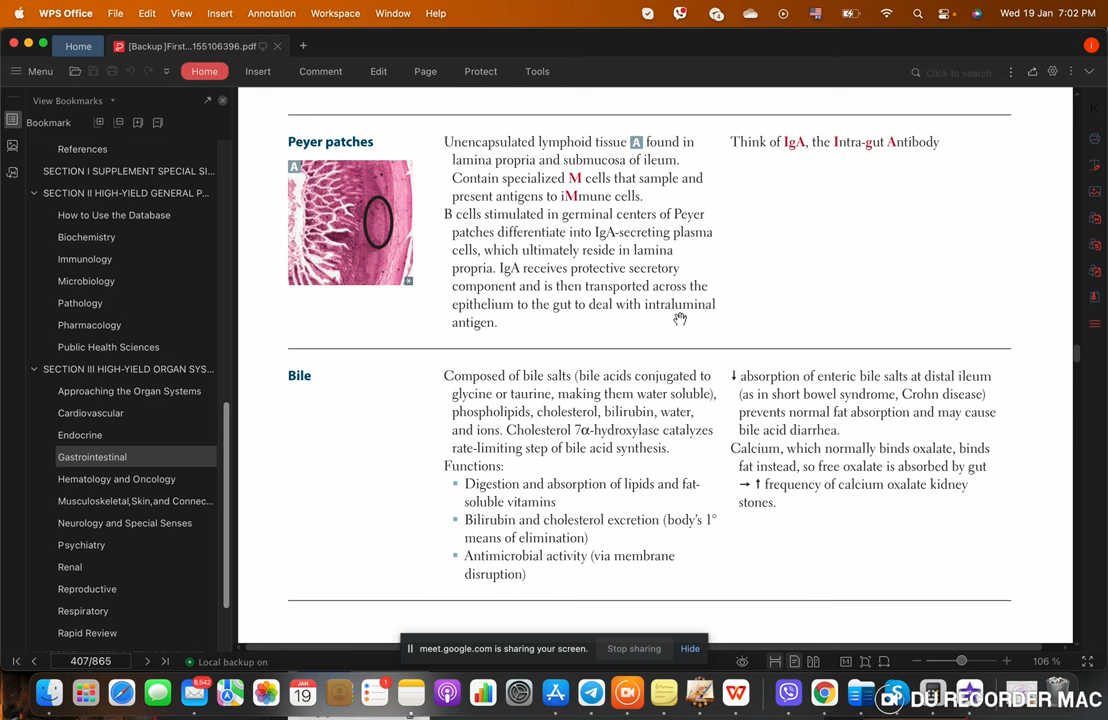 WPS Office File Edit View Insert Annotation Workspace Window Help Wed 19 Jan 7:02 PM
Home [Backup]First...155106396.pdf
Menu Home Insert Comment Edit Page Protect Tools Click to search
View Bookmarks
Bookmark
References
SECTION I SUPPLEMENT SPECIAL SI...
SECTION II HIGH-YIELD GENERAL P...
How to Use the Database
Biochemistry
Immunology
Microbiology
Pathology
Pharmacology
Public Health Sciences
SECTION III HIGH-YIELD ORGAN SYS...
Approaching the Organ Systems
Cardiovascular
Endocrine
Gastrointestinal
Hematology and Oncology
Musculoskeletal,Skin,and Connec...
Neurology and Special Senses
Psychiatry
Renal
Reproductive
Respiratory
Rapid Review
Peyer patches
A
Unencapsulated lymphoid tissue A found in
lamina propria and submucosa of ileum.
Contain specialized M cells that sample and
present antigens to iMmune cells.
B cells stimulated in germinal centers of Peyer
patches differentiate into IgA-secreting plasma
cells, which ultimately reside in lamina
propria. IgA receives protective secretory
component and is then transported across the
epithelium to the gut to deal with intraluminal
antigen.
Think of IgA, the Intra-gut Antibody
Bile
Composed of bile salts (bile acids conjugated to
glycine or taurine, making them water soluble),
phospholipids, cholesterol, bilirubin, water,
and ions. Cholesterol 7α-hydroxylase catalyzes
rate-limiting step of bile acid synthesis.
Functions:
▪ Digestion and absorption of lipids and fat-
soluble vitamins
▪ Bilirubin and cholesterol excretion (body's 1°
means of elimination)
▪ Antimicrobial activity (via membrane
disruption)
↓ absorption of enteric bile salts at distal ileum
(as in short bowel syndrome, Crohn disease)
prevents normal fat absorption and may cause
bile acid diarrhea.
Calcium, which normally binds oxalate, binds
fat instead, so free oxalate is absorbed by gut
→ ↑ frequency of calcium oxalate kidney
stones.
meet.google.com is sharing your screen. Stop sharing Hide
407/865 Local backup on 106 %
8,542 JAN 19 1
DU RECORDER MAC